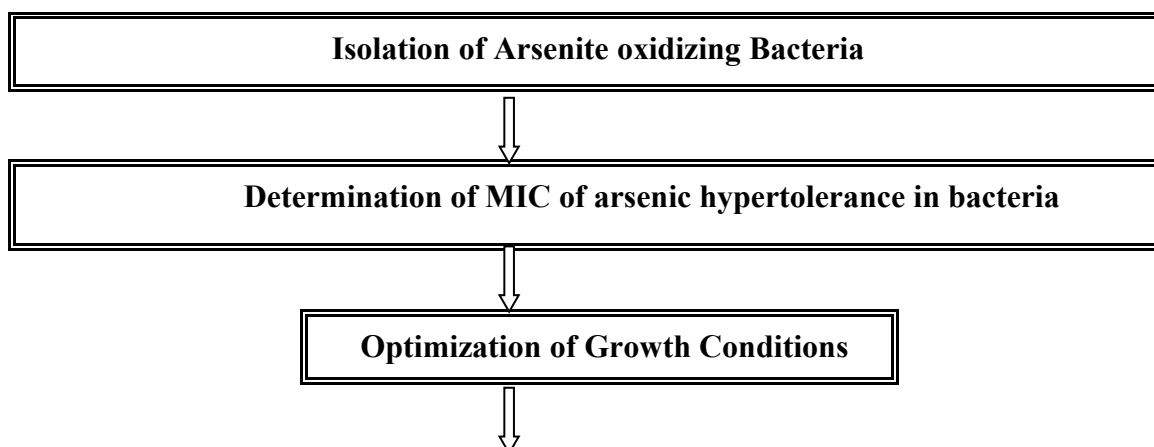 Isolation of Arsenite oxidizing Bacteria
Determination of MIC of arsenic hypertolerance in bacteria
Optimization of Growth Conditions